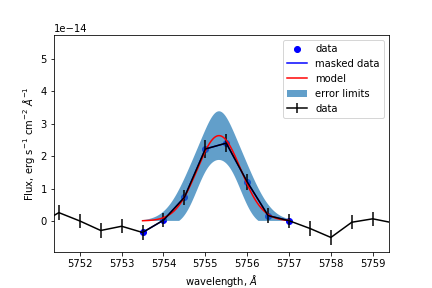 1e−14
data
masked data
model
error limits
data
5
4
3
2
1
0
Flux, erg s⁻¹ cm⁻² Å⁻¹
5752 5753 5754 5755 5756 5757 5758 5759
wavelength, Å